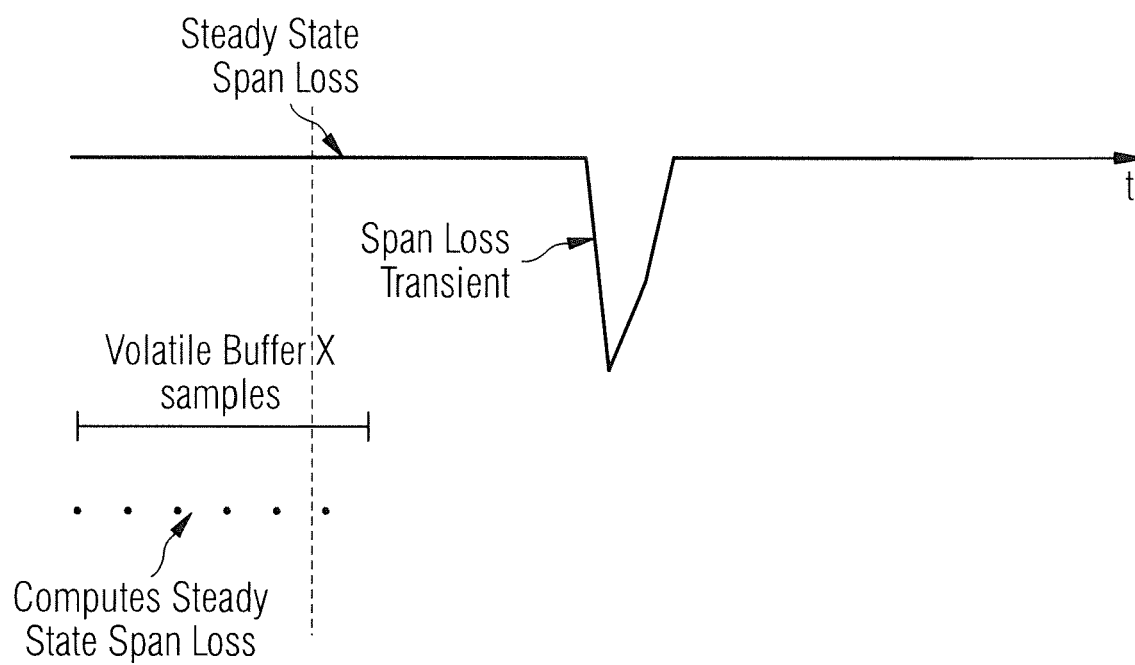 Steady State
Span Loss
t
Span Loss
Transient
Volatile Buffer X
samples
Computes Steady
State Span Loss